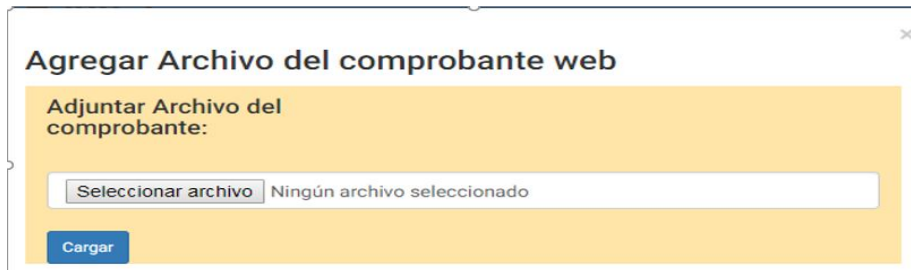 Agregar Archivo del comprobante web
Adjuntar Archivo del
comprobante:
Seleccionar archivo Ningún archivo seleccionado
Cargar